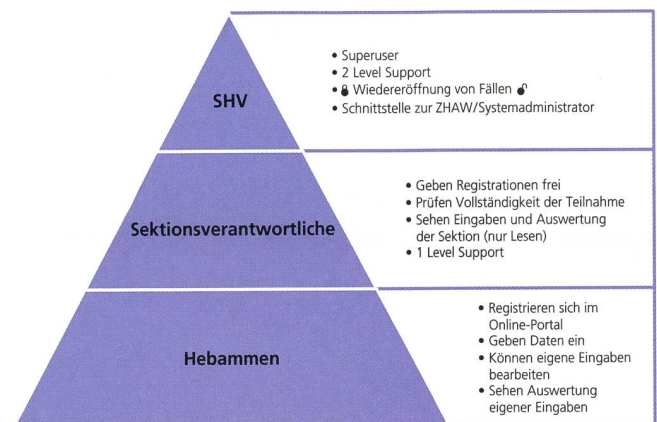 SHV
• Superuser
• 2 Level Support
• 🔒 Wiedereröffnung von Fällen 🔓
• Schnittstelle zur ZHAW/Systemadministrator
Sektionsverantwortliche
• Geben Registrationen frei
• Prüfen Vollständigkeit der Teilnahme
• Sehen Eingaben und Auswertung
der Sektion (nur Lesen)
• 1 Level Support
Hebammen
• Registrieren sich im
Online-Portal
• Geben Daten ein
• Können eigene Eingaben
bearbeiten
• Sehen Auswertung
eigener Eingaben